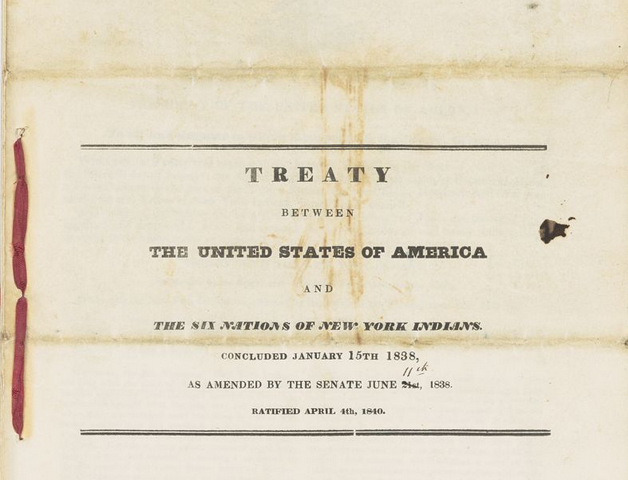 TREATY
BETWEEN
THE UNITED STATES OF AMERICA
AND
THE SIX NATIONS OF NEW YORK INDIANS.
CONCLUDED JANUARY 15TH 1838,
11th
AS AMENDED BY THE SENATE JUNE 21st, 1838.
RATIFIED APRIL 4th, 1840.